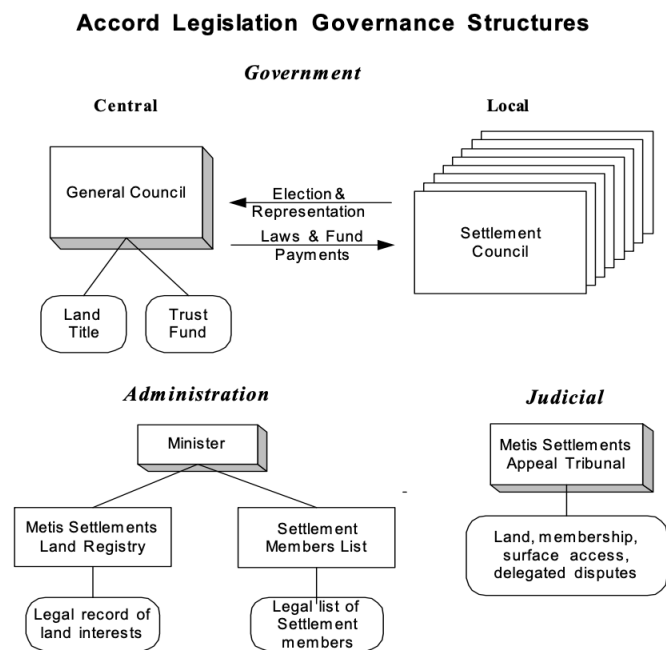 Accord Legislation Governance Structures
Government
Central
Local
General Council
Election &
Representation
Laws & Fund
Payments
Settlement
Council
Land
Title
Trust
Fund
Administration
Judicial
Minister
Metis Settlements
Appeal Tribunal
Metis Settlements
Land Registry
Settlement
Members List
Land, membership,
surface access,
delegated disputes
Legal record of
land interests
Legal list of
Settlement
members